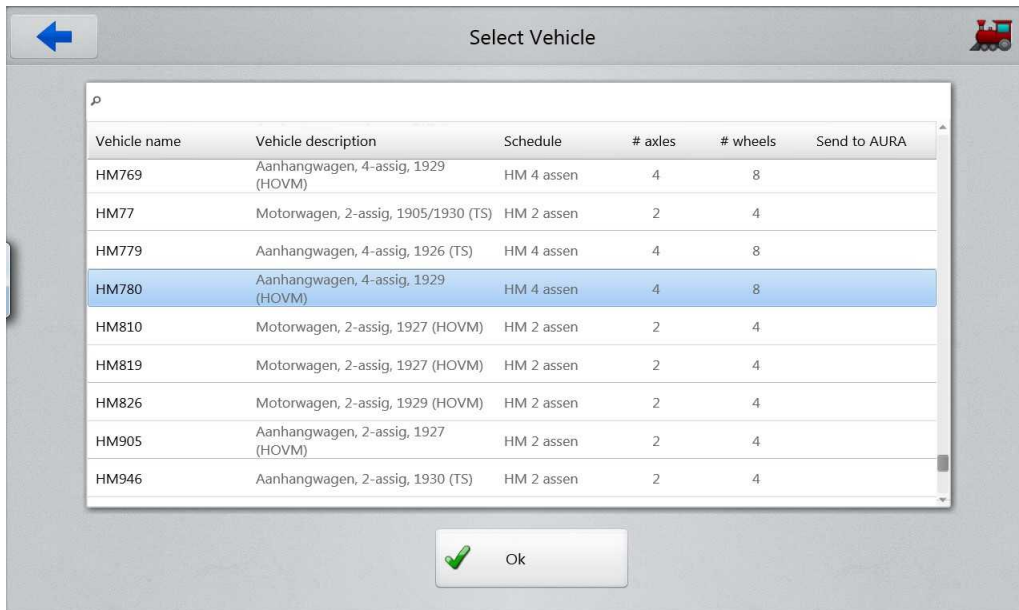 Select Vehicle
Vehicle name Vehicle description Schedule # axles # wheels Send to AURA
HM769 Aanhangwagen, 4-assig, 1929 (HOVM) HM 4 assen 4 8
HM77 Motorwagen, 2-assig, 1905/1930 (TS) HM 2 assen 2 4
HM779 Aanhangwagen, 4-assig, 1926 (TS) HM 4 assen 4 8
HM780 Aanhangwagen, 4-assig, 1929 (HOVM) HM 4 assen 4 8
HM810 Motorwagen, 2-assig, 1927 (HOVM) HM 2 assen 2 4
HM819 Motorwagen, 2-assig, 1927 (HOVM) HM 2 assen 2 4
HM826 Motorwagen, 2-assig, 1929 (HOVM) HM 2 assen 2 4
HM905 Aanhangwagen, 2-assig, 1927 (HOVM) HM 2 assen 2 4
HM946 Aanhangwagen, 2-assig, 1930 (TS) HM 2 assen 2 4
Ok